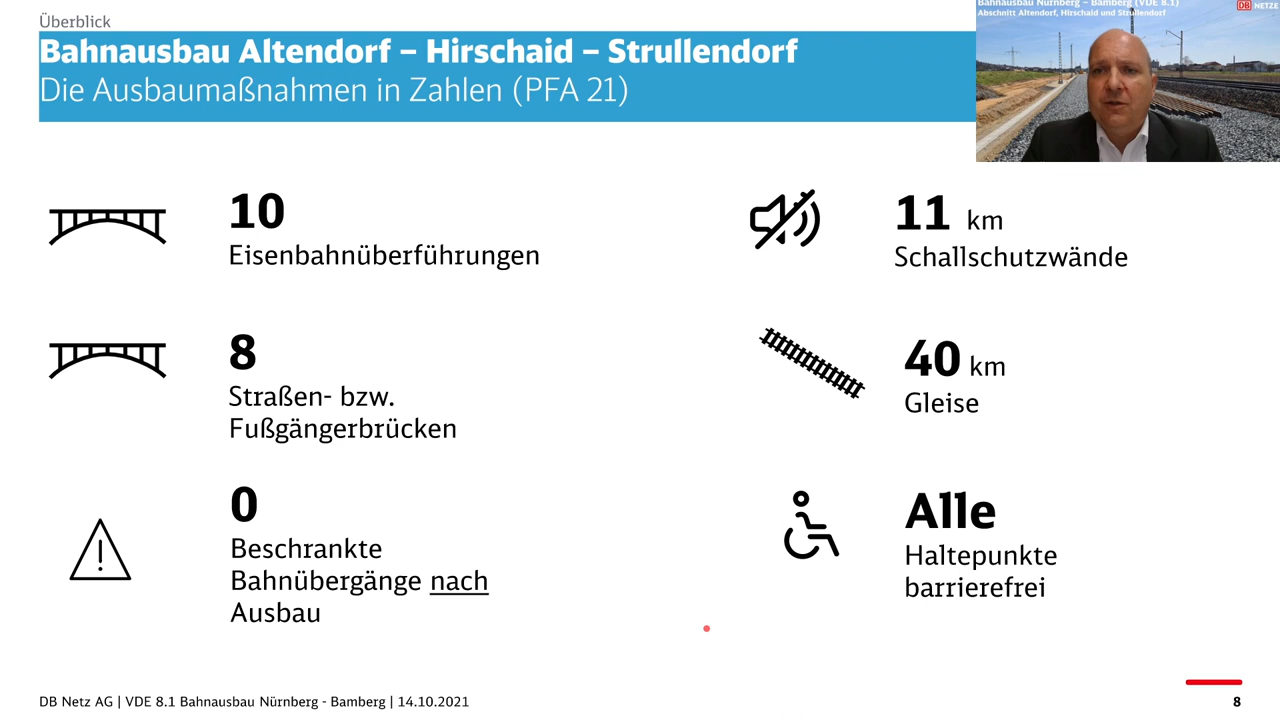 Überblick
Bahnausbau Altendorf – Hirschaid – Strullendorf
Die Ausbaumaßnahmen in Zahlen (PFA 21)
Bahnausbau Nürnberg – Bamberg (VDE 8.1)
Abschnitt Altendorf, Hirschaid und Strullendorf
DB NETZE
10
Eisenbahnüberführungen
11 km
Schallschutzwände
8
Straßen- bzw.
Fußgängerbrücken
40 km
Gleise
0
Beschrankte
Bahnübergänge nach
Ausbau
Alle
Haltepunkte
barrierefrei
DB Netz AG | VDE 8.1 Bahnausbau Nürnberg - Bamberg | 14.10.2021
8